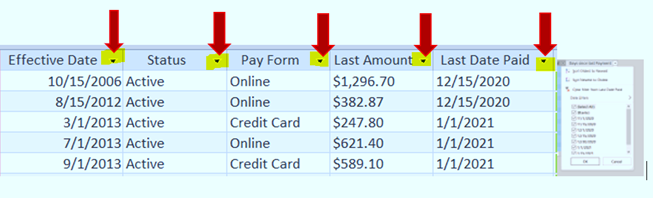 Effective Date Status Pay Form Last Amount Last Date Paid
10/15/2006 Active Online $1,296.70 12/15/2020
8/15/2012 Active Online $382.87 12/15/2020
3/1/2013 Active Credit Card $247.80 1/1/2021
7/1/2013 Active Online $621.40 1/1/2021
9/1/2013 Active Credit Card $589.10 1/1/2021
OK Cancel